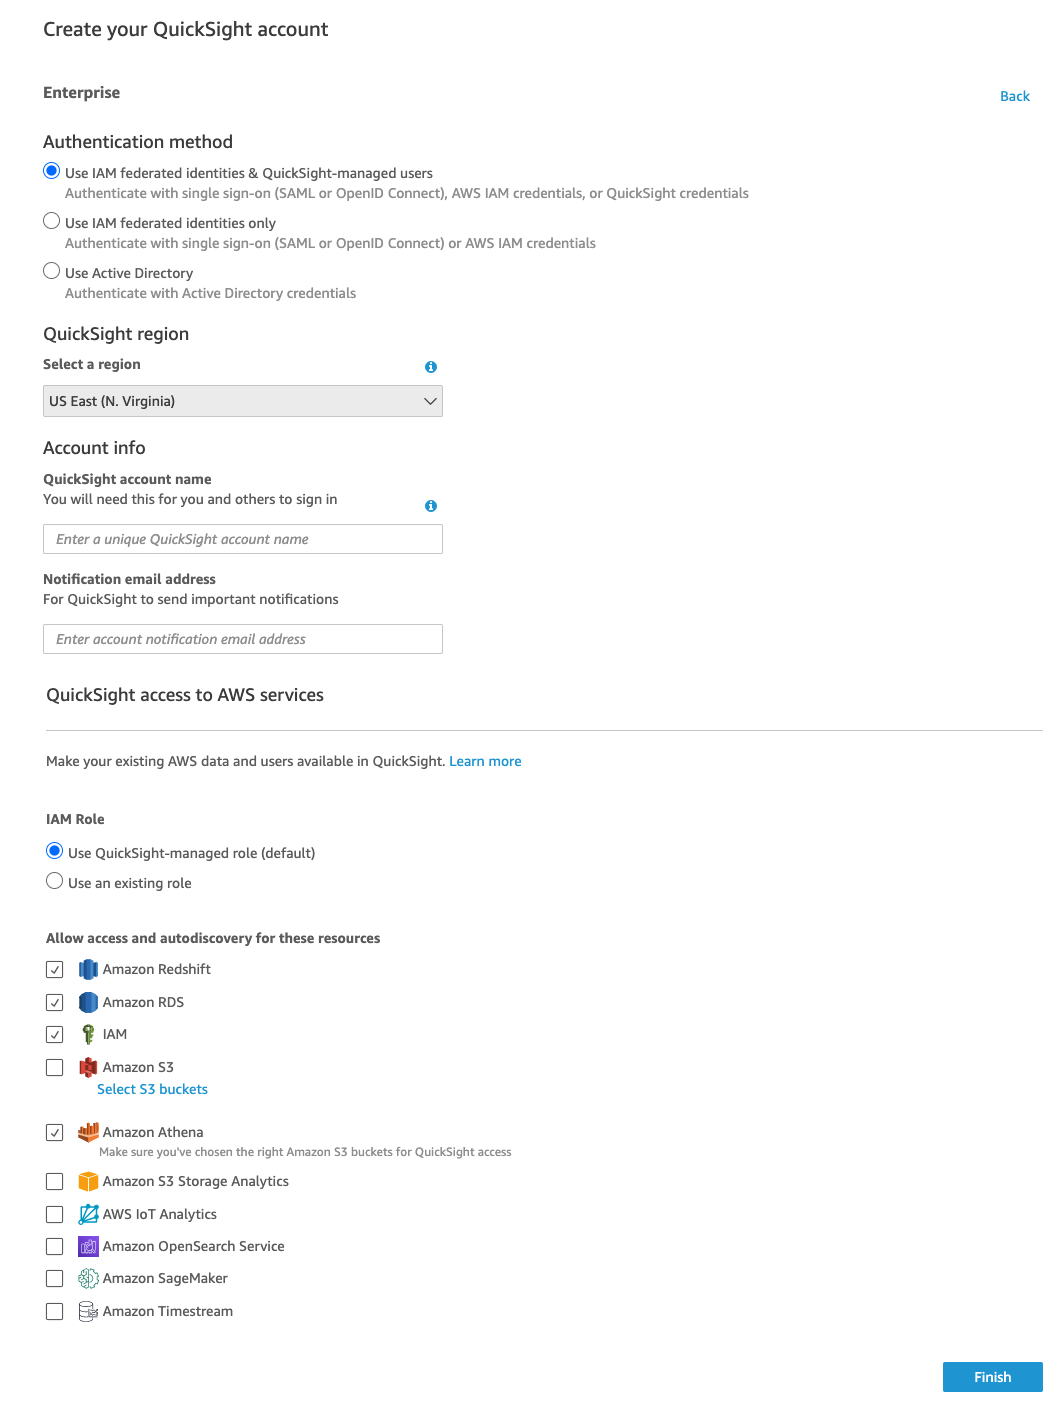 Create your QuickSight account
Enterprise
Back
Authentication method
Use IAM federated identities & QuickSight-managed users
Authenticate with single sign-on (SAML or OpenID Connect), AWS IAM credentials, or QuickSight credentials
Use IAM federated identities only
Authenticate with single sign-on (SAML or OpenID Connect) or AWS IAM credentials
Use Active Directory
Authenticate with Active Directory credentials
QuickSight region
Select a region
US East (N. Virginia)
Account info
QuickSight account name
You will need this for you and others to sign in
Enter a unique QuickSight account name
Notification email address
For QuickSight to send important notifications
Enter account notification email address
QuickSight access to AWS services
Make your existing AWS data and users available in QuickSight. Learn more
IAM Role
Use QuickSight-managed role (default)
Use an existing role
Allow access and autodiscovery for these resources
Amazon Redshift
Amazon RDS
IAM
Amazon S3
Select S3 buckets
Amazon Athena
Make sure you've chosen the right Amazon S3 buckets for QuickSight access
Amazon S3 Storage Analytics
AWS IoT Analytics
Amazon OpenSearch Service
Amazon SageMaker
Amazon Timestream
Finish